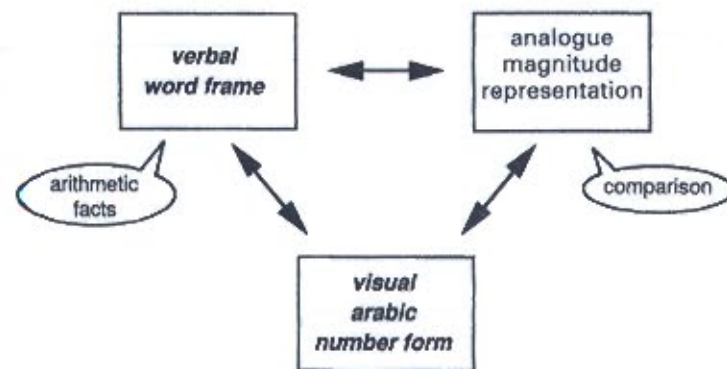 verbal
word frame
analogue
magnitude
representation
arithmetic
facts
comparison
visual
arabic
number form